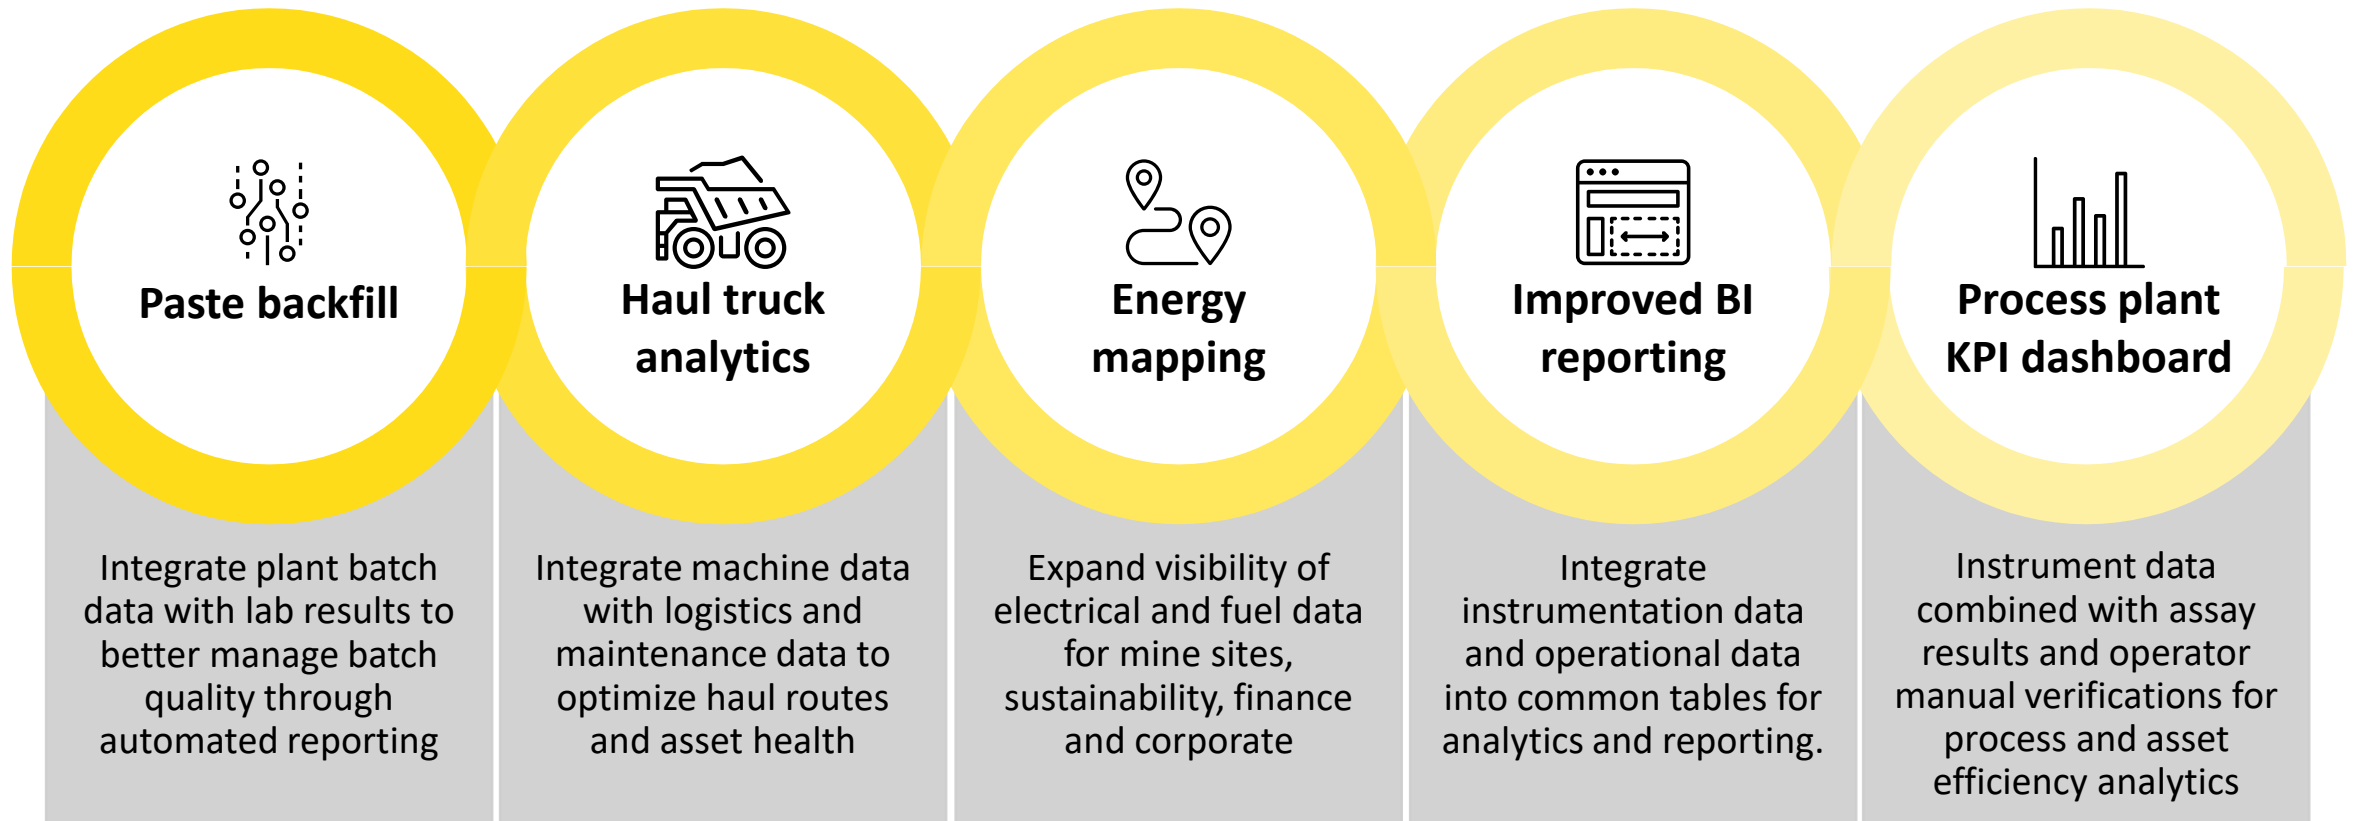 Paste backfill
Integrate plant batch
data with lab results to
better manage batch
quality through
automated reporting
Haul truck
analytics
Integrate machine data
with logistics and
maintenance data to
optimize haul routes
and asset health
Energy
mapping
Expand visibility of
electrical and fuel data
for mine sites,
sustainability, finance
and corporate
Improved BI
reporting
Integrate
instrumentation data
and operational data
into common tables for
analytics and reporting.
Process plant
KPI dashboard
Instrument data
combined with assay
results and operator
manual verifications for
process and asset
efficiency analytics